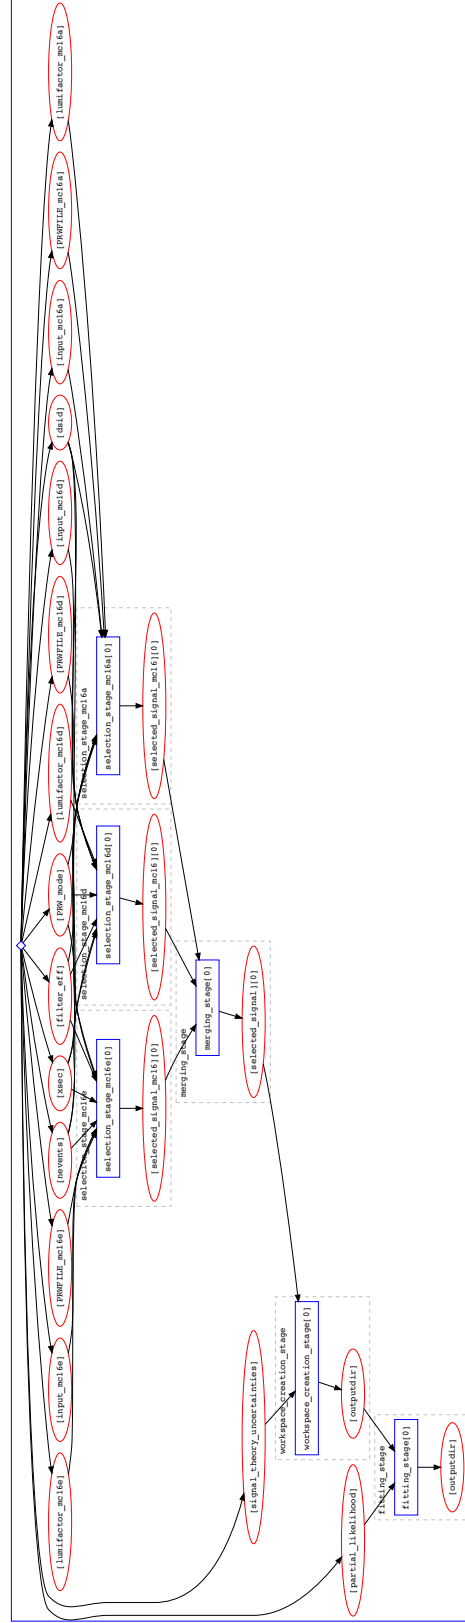 [lumifactor_mc16a]
[PRWFILE_mc16a]
[input_mc16a]
[dsid]
[input_mc16d]
[PRWFILE_mc16d]
[lumifactor_mc16d]
[PRW_mode]
[filter_eff]
[xsec]
[nevents]
[PRWFILE_mc16e]
[input_mc16e]
[lumifactor_mc16e]
selection_stage_mc16a
selection_stage_mc16a[0]
[selected_signal_mc16][0]
selection_stage_mc16d
selection_stage_mc16d[0]
[selected_signal_mc16][0]
selection_stage_mc16e
selection_stage_mc16e[0]
[selected_signal_mc16][0]
merging_stage
merging_stage[0]
[selected_signal][0]
[signal_theory_uncertainties]
workspace_creation_stage
workspace_creation_stage[0]
[outputdir]
[partial_likelihood]
fitting_stage
fitting_stage[0]
[outputdir]